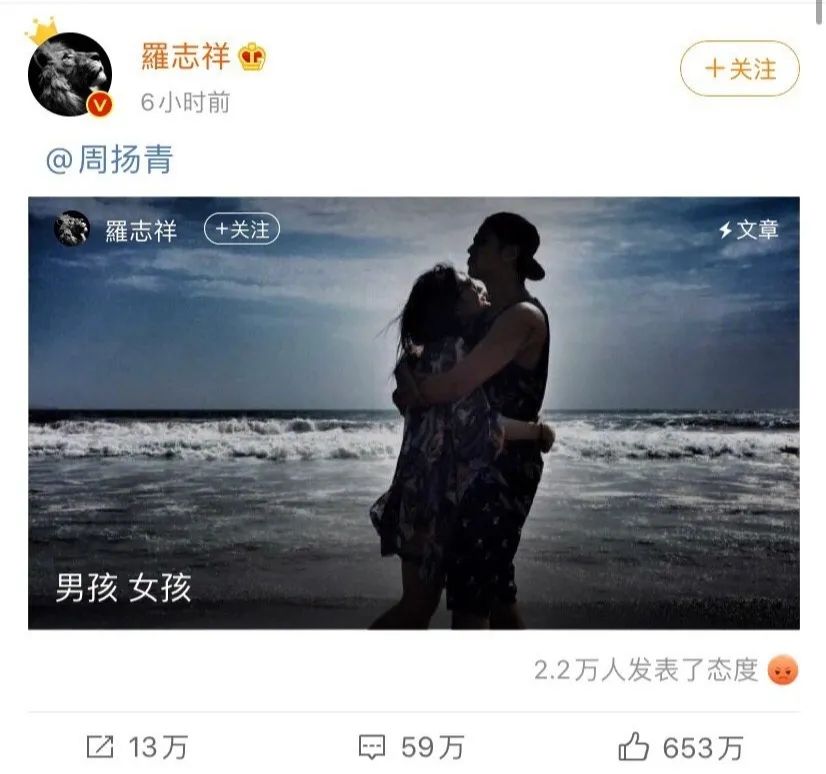 羅志祥
6小时前
+关注
@周扬青
羅志祥
+关注
文章
男孩 女孩
2.2万人发表了态度
13万
59万
653万